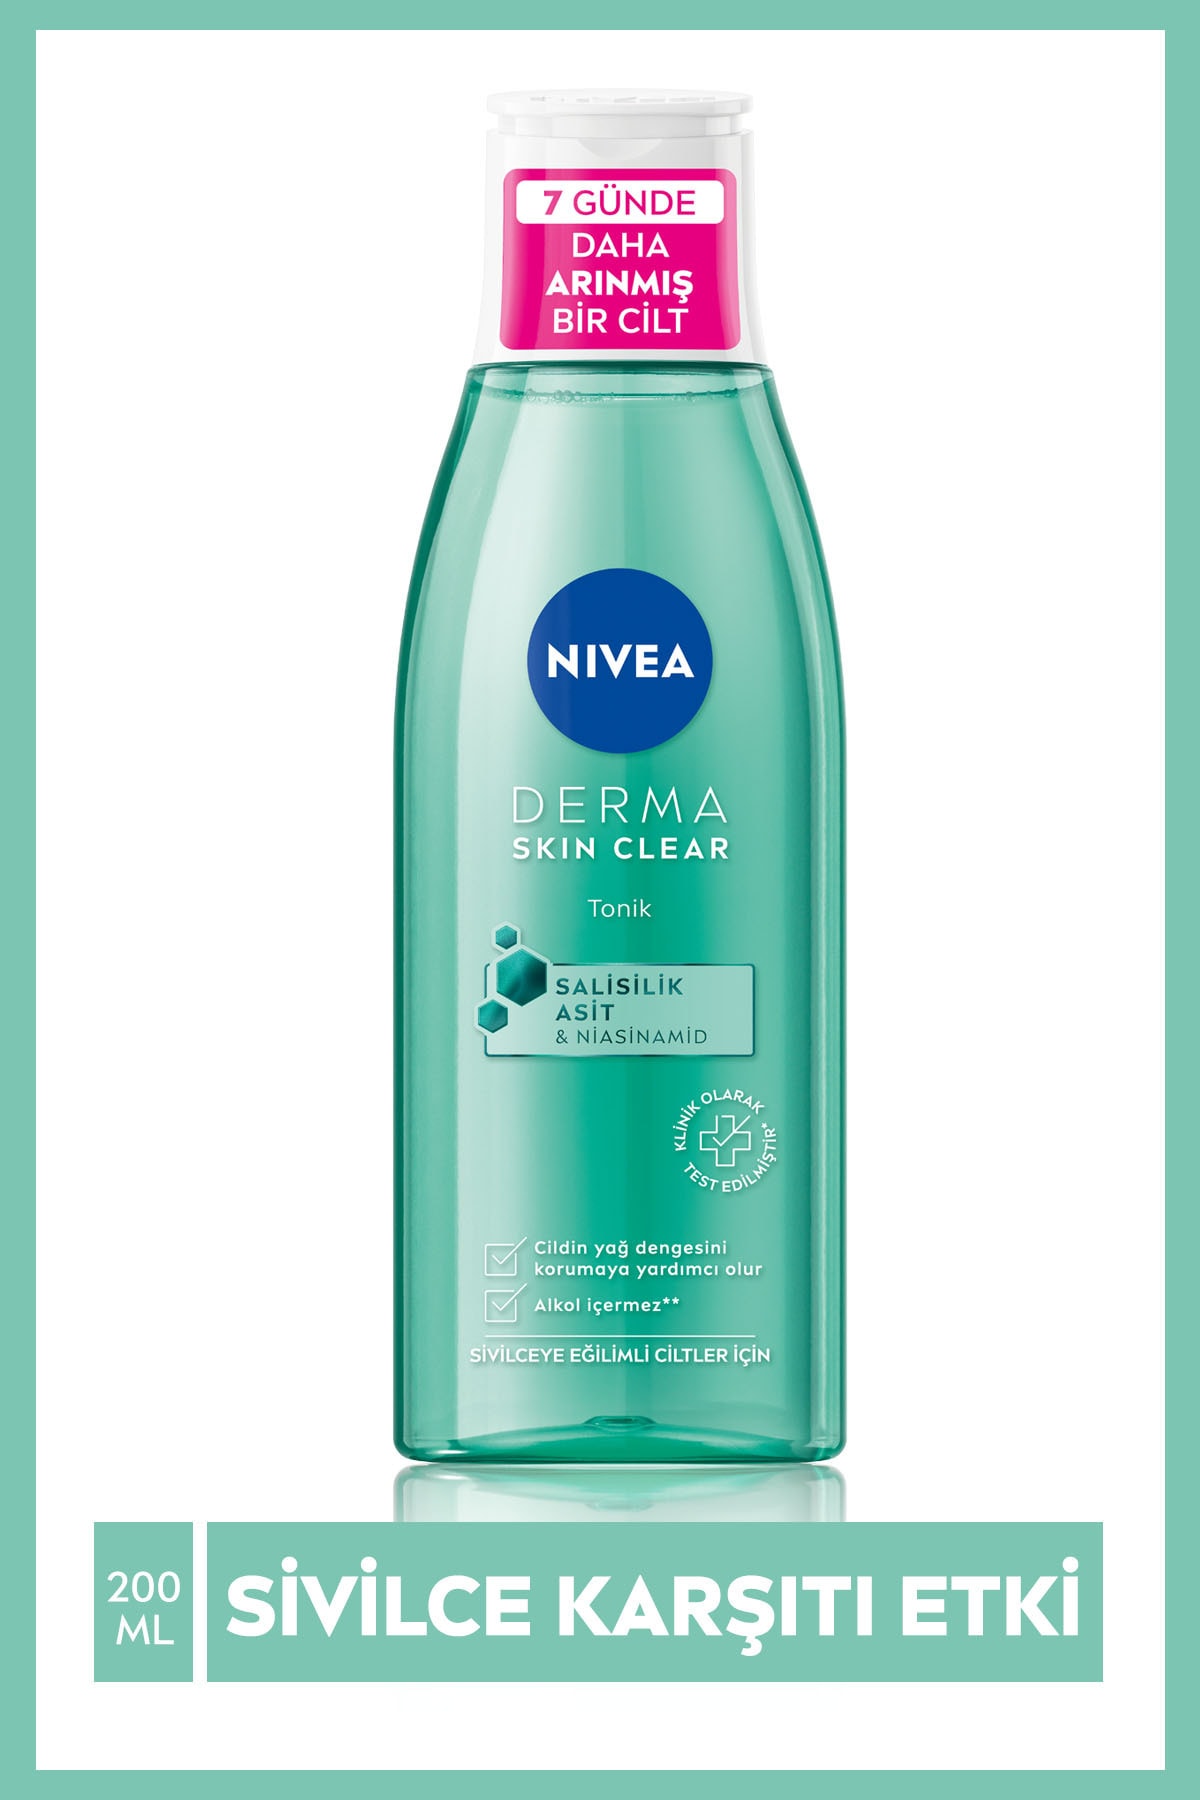 7 GÜNDE
DAHA
ARINMIŞ
BİR CİLT
NIVEA
DERMA
SKIN CLEAR
Tonik
SALİSİLİK
ASİT
& NİASİNAMİD
KLİNİK OLARAK
TEST EDİLMİŞTİR*
Cildin yağ dengesini
korumaya yardımcı olur
Alkol içermez**
SİVİLCEYE EĞİLİMLİ CİLTLER İÇİN
200
ML
SİVİLCE KARŞITI ETKİ